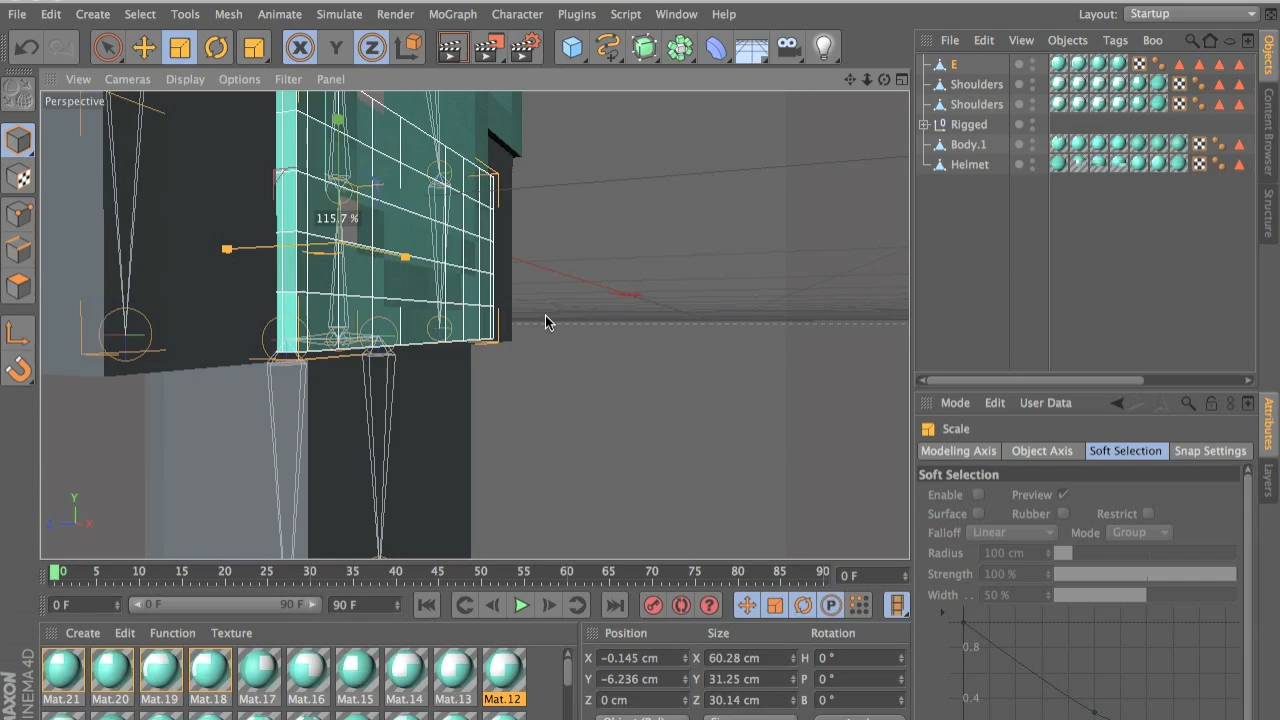 File Edit Create Select Tools Mesh Animate Simulate Render MoGraph Character Plugins Script Window Help Layout: Startup
X Y Z
View Cameras Display Options Filter Panel
Perspective
115.7 %
Y
Z X
File Edit View Objects Tags Boo
E
Shoulders
Shoulders
Rigged
Body.1
Helmet
Objects
Content Browser
Structure
Mode Edit User Data
Scale
Modeling Axis Object Axis Soft Selection Snap Settings
Soft Selection
Enable Preview
Surface Rubber Restrict
Falloff Linear Mode Group
Radius 100 cm
Strength 100 %
Width 50 %
0.8
0.4
Attributes
Layers
0 5 10 15 20 25 30 35 40 45 50 55 60 65 70 75 80 85 90 0 F
0 F 0 F 90 F 90 F
Create Edit Function Texture
Mat.21 Mat.20 Mat.19 Mat.18 Mat.17 Mat.16 Mat.15 Mat.14 Mat.13 Mat.12
Position Size Rotation
X -0.145 cm X 60.28 cm H 0 °
Y -6.236 cm Y 31.25 cm P 0 °
Z 0 cm Z 30.14 cm B 0 °
MAXON
CINEMA 4D